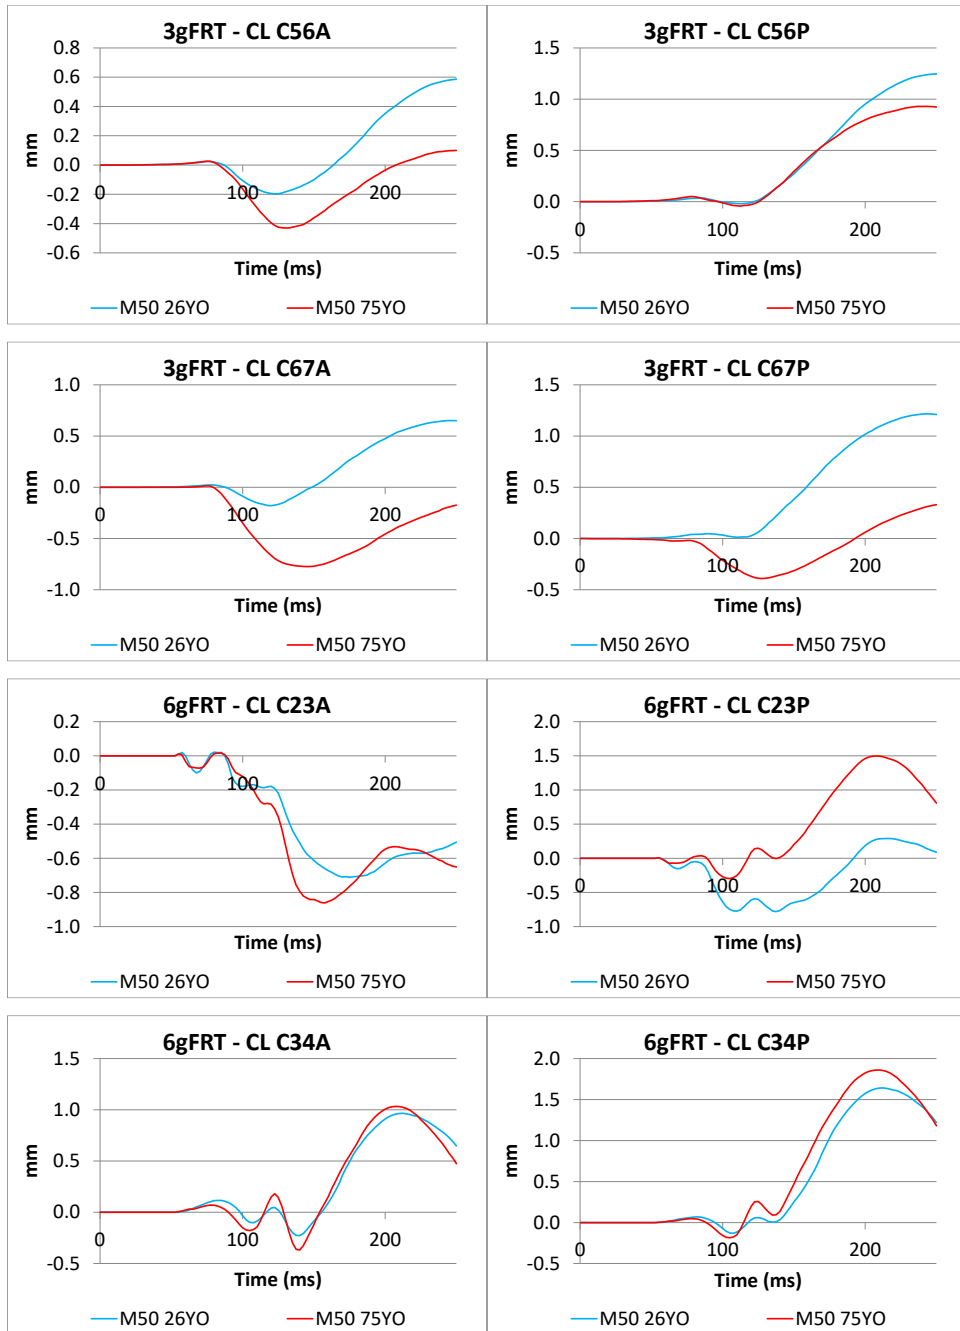 3gFRT - CL C56A
0.8
0.6
0.4
0.2
0.0
-0.2
-0.4
-0.6
0
100
200
mm
Time (ms)
M50 26YO
M50 75YO
3gFRT - CL C56P
1.5
1.0
0.5
0.0
-0.5
0
100
200
mm
Time (ms)
M50 26YO
M50 75YO
3gFRT - CL C67A
1.0
0.5
0.0
-0.5
-1.0
0
100
200
mm
Time (ms)
M50 26YO
M50 75YO
3gFRT - CL C67P
1.5
1.0
0.5
0.0
-0.5
0
100
200
mm
Time (ms)
M50 26YO
M50 75YO
6gFRT - CL C23A
0.2
0.0
-0.2
-0.4
-0.6
-0.8
-1.0
0
100
200
mm
Time (ms)
M50 26YO
M50 75YO
6gFRT - CL C23P
2.0
1.5
1.0
0.5
0.0
-0.5
-1.0
0
100
200
mm
Time (ms)
M50 26YO
M50 75YO
6gFRT - CL C34A
1.5
1.0
0.5
0.0
-0.5
0
100
200
mm
Time (ms)
M50 26YO
M50 75YO
6gFRT - CL C34P
2.0
1.5
1.0
0.5
0.0
-0.5
0
100
200
mm
Time (ms)
M50 26YO
M50 75YO